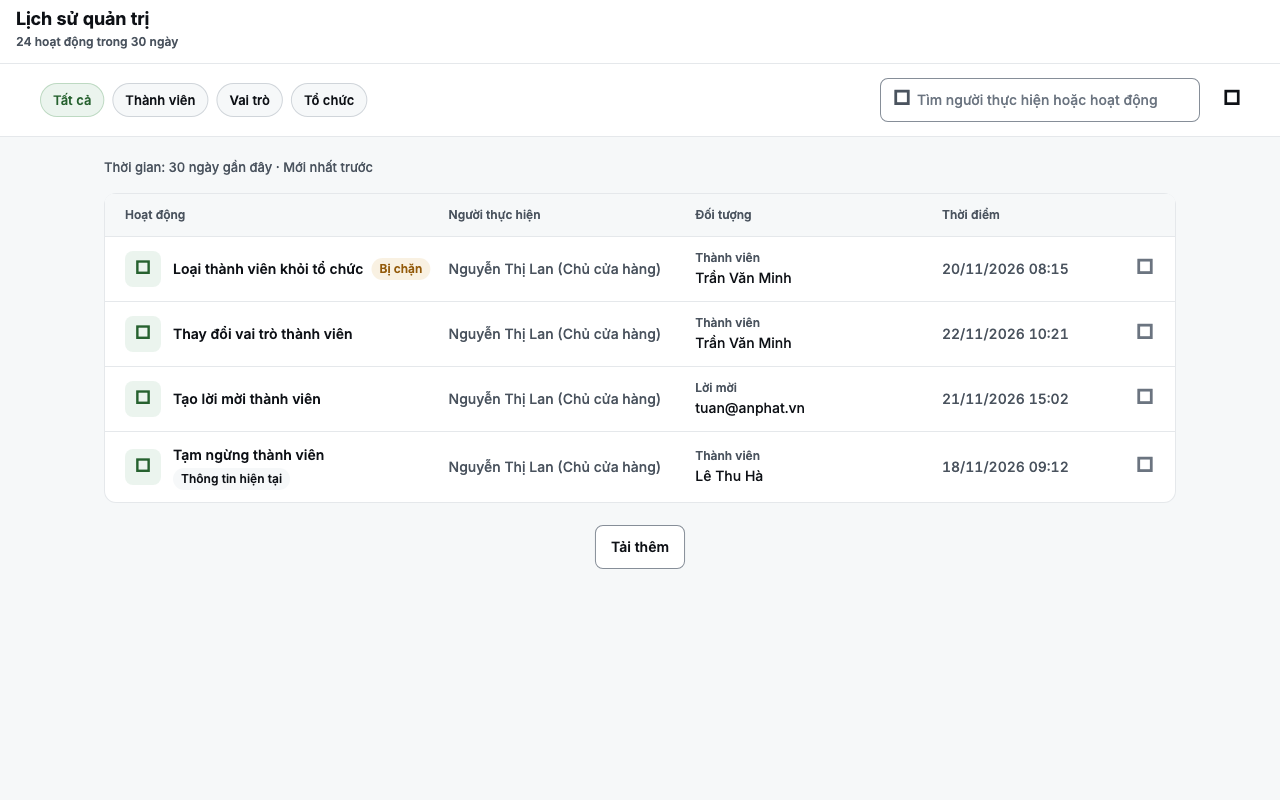 Lịch sử quản trị
24 hoạt động trong 30 ngày
Tất cả
Thành viên
Vai trò
Tổ chức
Tìm người thực hiện hoặc hoạt động
Thời gian: 30 ngày gần đây · Mới nhất trước
Hoạt động
Người thực hiện
Đối tượng
Thời điểm
Loại thành viên khỏi tổ chức
Bị chặn
Nguyễn Thị Lan (Chủ cửa hàng)
Thành viên
Trần Văn Minh
20/11/2026 08:15
Thay đổi vai trò thành viên
Nguyễn Thị Lan (Chủ cửa hàng)
Thành viên
Trần Văn Minh
22/11/2026 10:21
Tạo lời mời thành viên
Nguyễn Thị Lan (Chủ cửa hàng)
Lời mời
tuan@anphat.vn
21/11/2026 15:02
Tạm ngừng thành viên
Thông tin hiện tại
Nguyễn Thị Lan (Chủ cửa hàng)
Thành viên
Lê Thu Hà
18/11/2026 09:12
Tải thêm